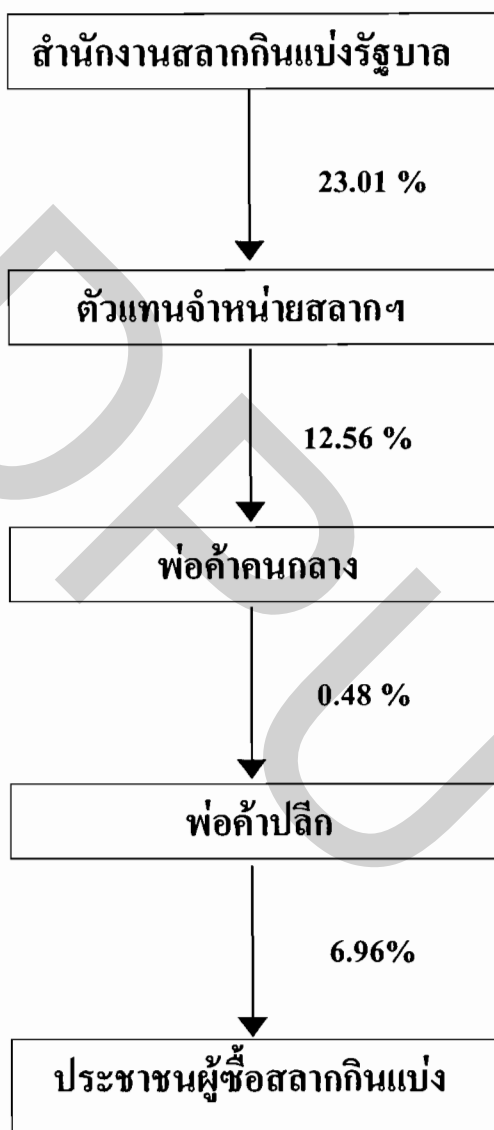 สำนักงานสลากกินแบ่งรัฐบาล
23.01 %
ตัวแทนจำหน่ายสลากฯ
12.56 %
พ่อค้าคนกลาง
0.48 %
พ่อค้าปลีก
6.96%
ประชาชนผู้ซื้อสลากกินแบ่ง
DPU